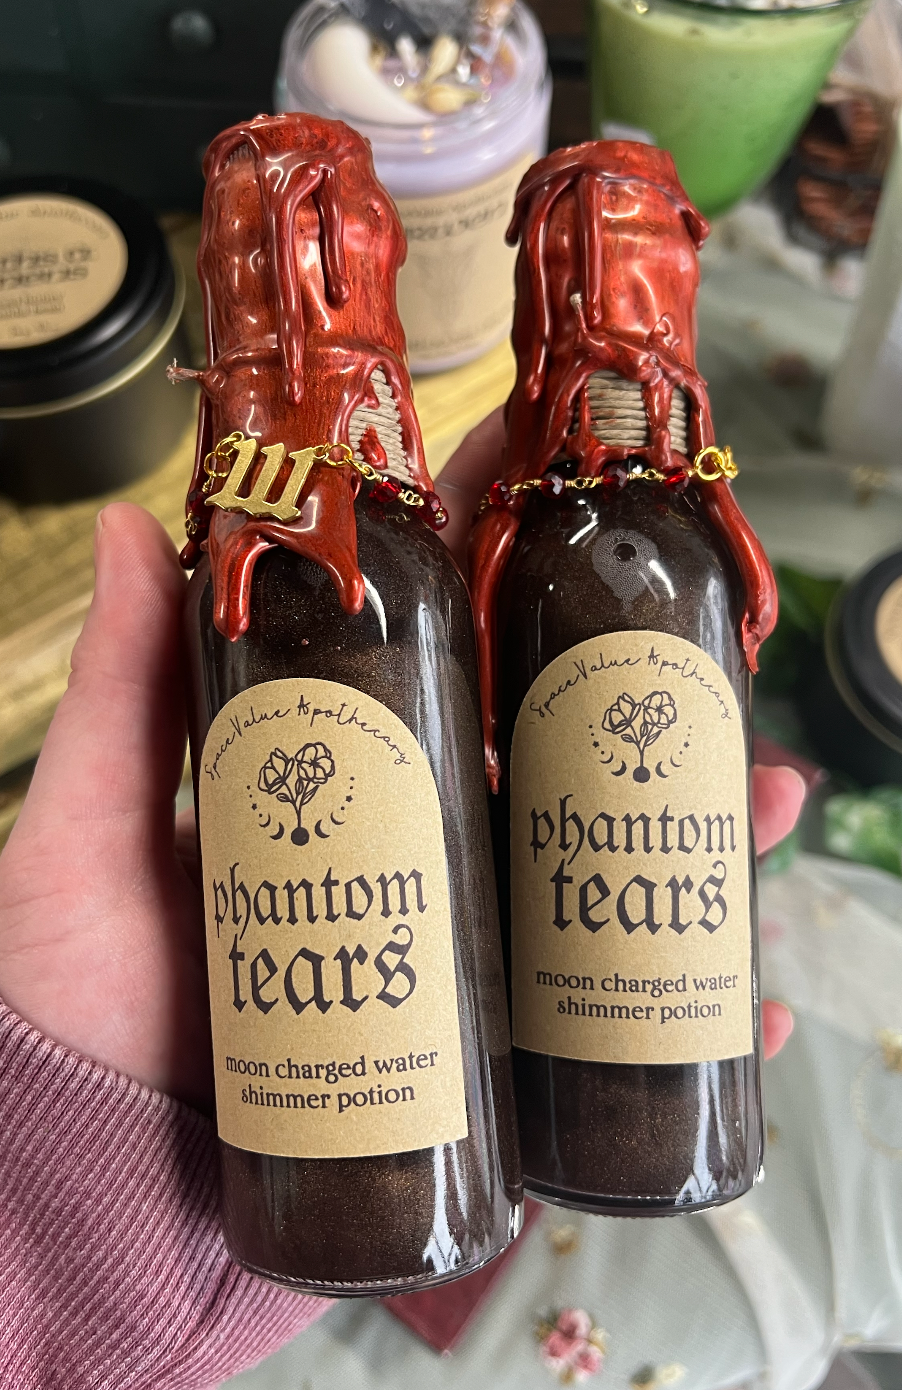 W
SpaceValue Apothecary
phantom
tears
moon charged water
shimmer potion
SpaceValue Apothecary
phantom
tears
moon charged water
shimmer potion